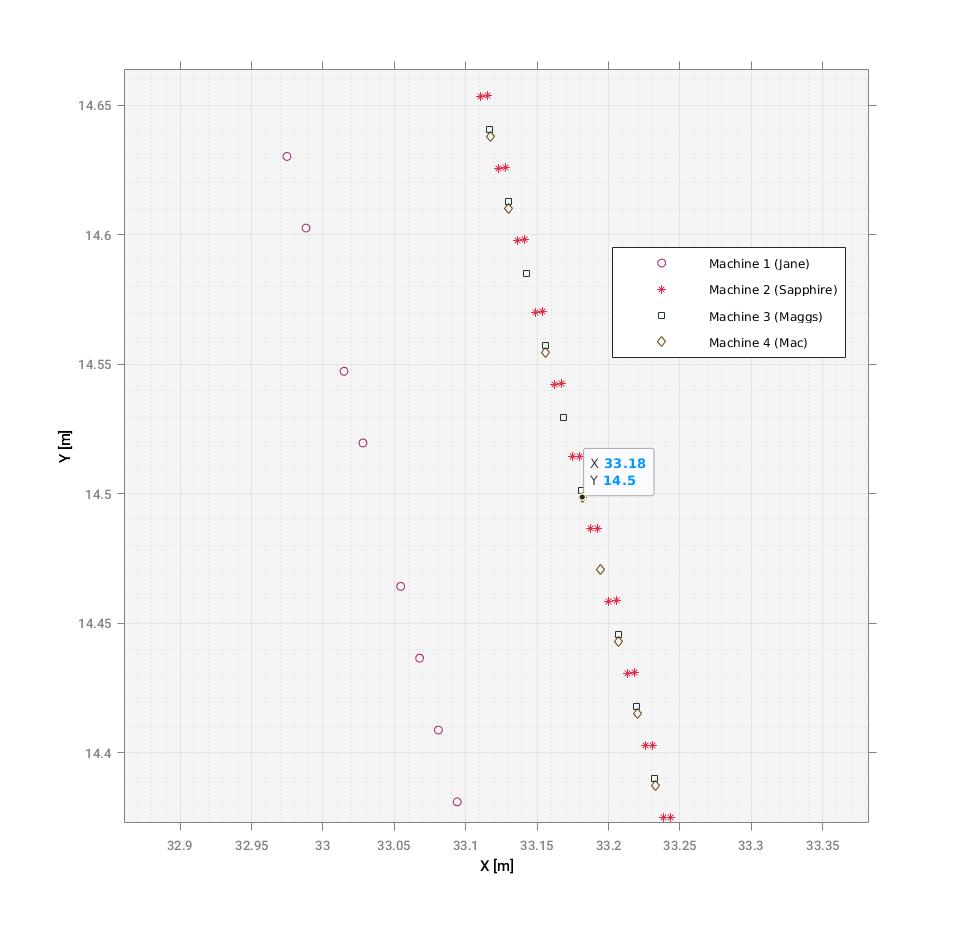 14.65
14.6
14.55
14.5
14.45
14.4
Y [m]
Machine 1 (Jane)
Machine 2 (Sapphire)
Machine 3 (Maggs)
Machine 4 (Mac)
X 33.18
Y 14.5
32.9 32.95 33 33.05 33.1 33.15 33.2 33.25 33.3 33.35
X [m]